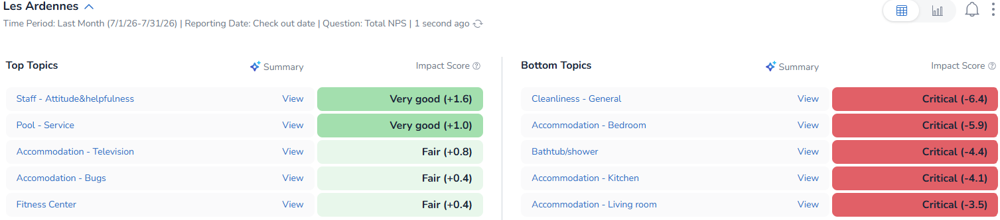 Les Ardennes
Time Period: Last Month (7/1/26-7/31/26) | Reporting Date: Check out date | Question: Total NPS | 1 second ago
Top Topics Summary Impact Score
Staff - Attitude&helpfulness View Very good (+1.6)
Pool - Service View Very good (+1.0)
Accommodation - Television View Fair (+0.8)
Accomodation - Bugs View Fair (+0.4)
Fitness Center View Fair (+0.4)
Bottom Topics Summary Impact Score
Cleanliness - General View Critical (-6.4)
Accommodation - Bedroom View Critical (-5.9)
Bathtub/shower View Critical (-4.4)
Accommodation - Kitchen View Critical (-4.1)
Accommodation - Living room View Critical (-3.5)